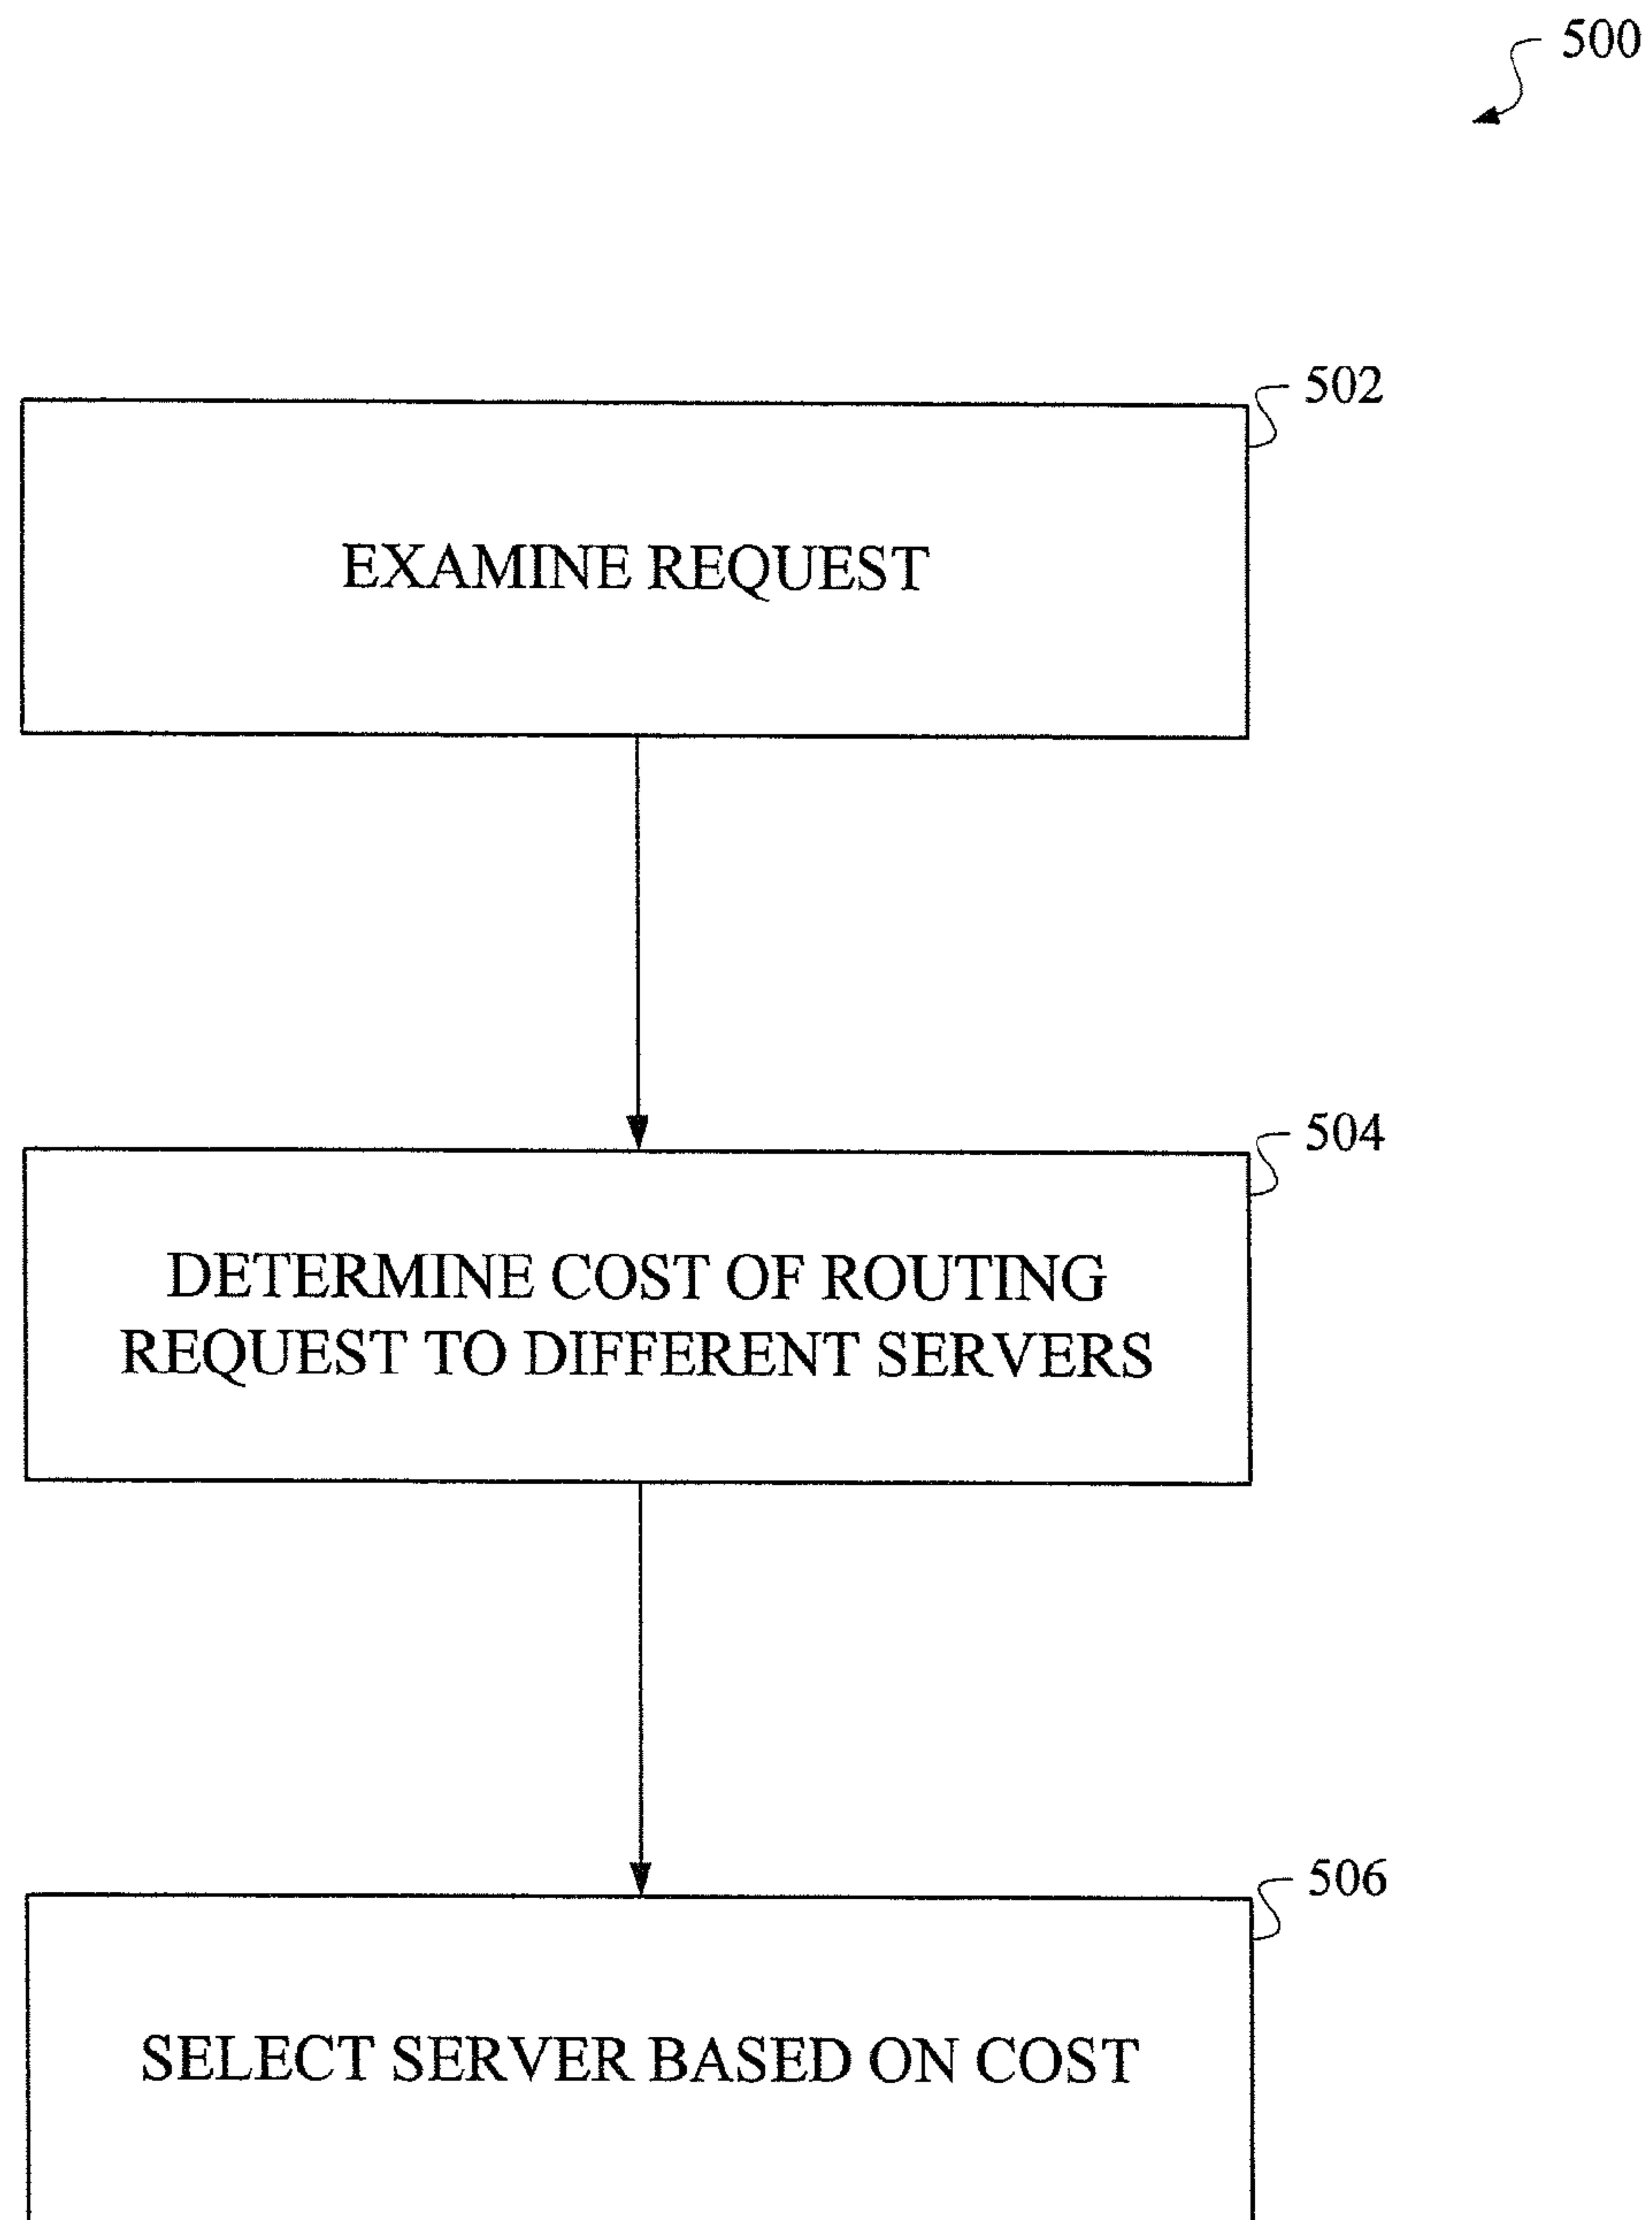 500
502
EXAMINE REQUEST
504
DETERMINE COST OF ROUTING
REQUEST TO DIFFERENT SERVERS
506
SELECT SERVER BASED ON COST